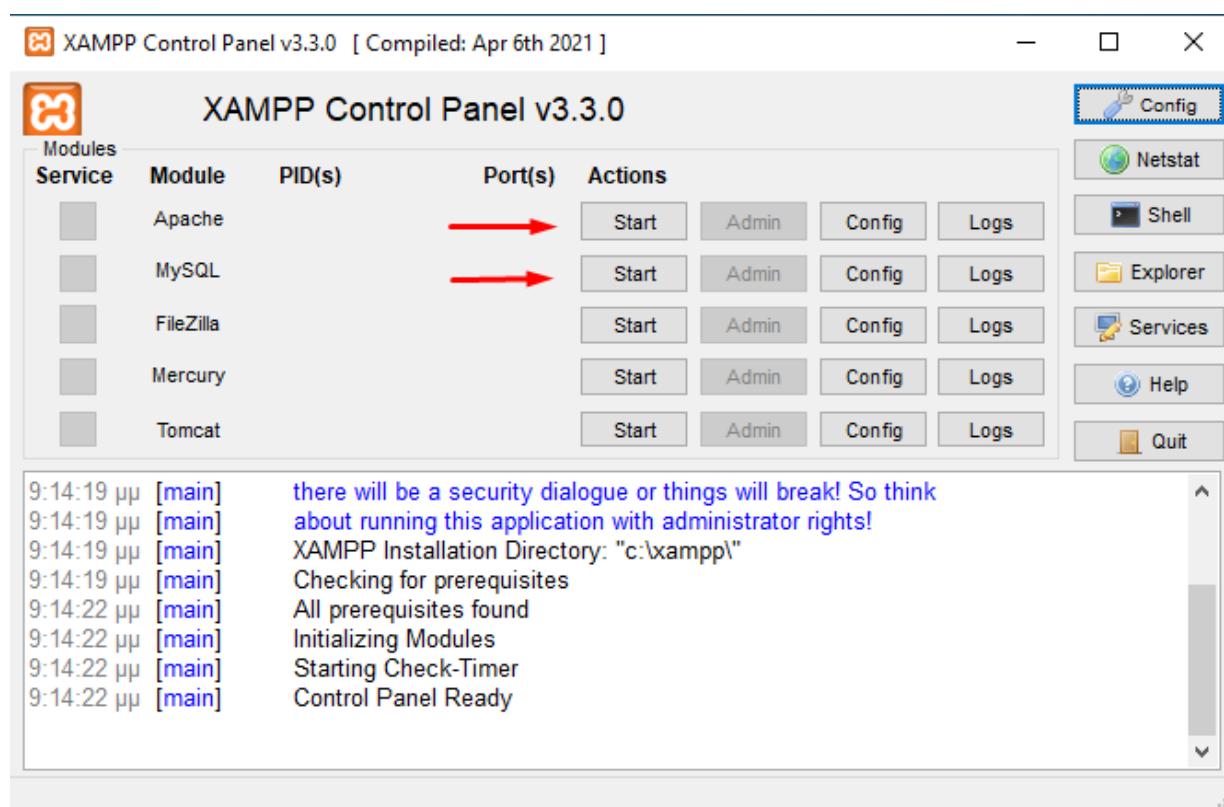 XAMPP Control Panel v3.3.0 [ Compiled: Apr 6th 2021 ]
XAMPP Control Panel v3.3.0
Config
Netstat
Shell
Explorer
Services
Help
Quit
Modules
Service Module PID(s) Port(s) Actions
Apache Start Admin Config Logs
MySQL Start Admin Config Logs
FileZilla Start Admin Config Logs
Mercury Start Admin Config Logs
Tomcat Start Admin Config Logs
9:14:19 μμ [main] there will be a security dialogue or things will break! So think
9:14:19 μμ [main] about running this application with administrator rights!
9:14:19 μμ [main] XAMPP Installation Directory: "c:\xampp\"
9:14:19 μμ [main] Checking for prerequisites
9:14:22 μμ [main] All prerequisites found
9:14:22 μμ [main] Initializing Modules
9:14:22 μμ [main] Starting Check-Timer
9:14:22 μμ [main] Control Panel Ready